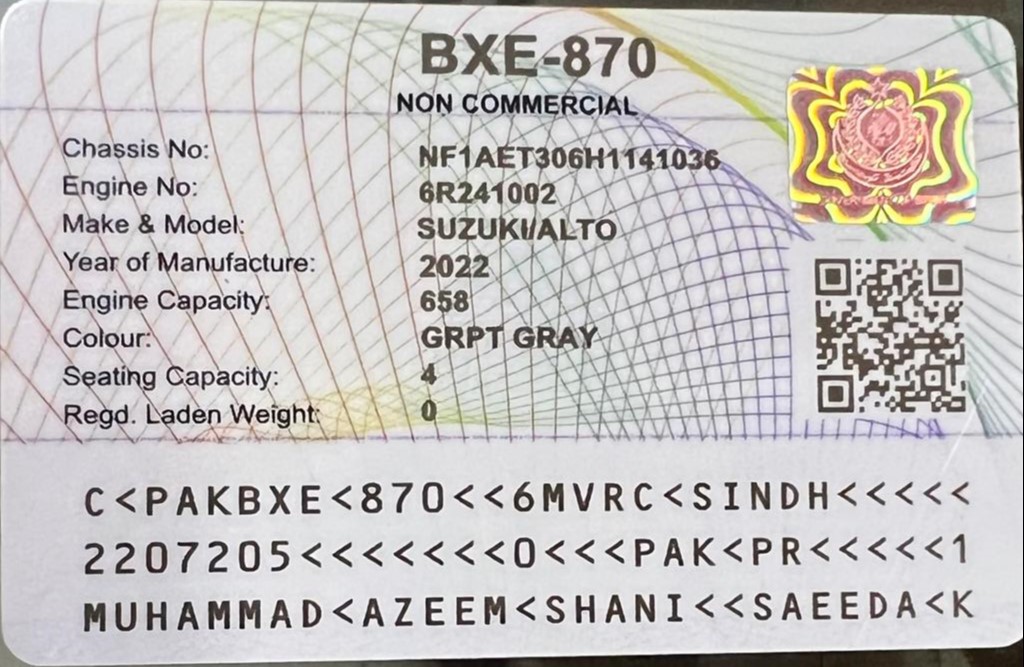 BXE-870
NON COMMERCIAL
Chassis No: NF1AET306H1141036
Engine No: 6R241002
Make & Model: SUZUKI/ALTO
Year of Manufacture: 2022
Engine Capacity: 658
Colour: GRPT GRAY
Seating Capacity: 4
Regd. Laden Weight: 0
C<PAKBXE<870<<6MVRC<SINDH<<<<<
2207205<<<<<<<0<<<PAK<PR<<<<<1
MUHAMMAD<AZEEM<SHANI<<SAEEDA<K